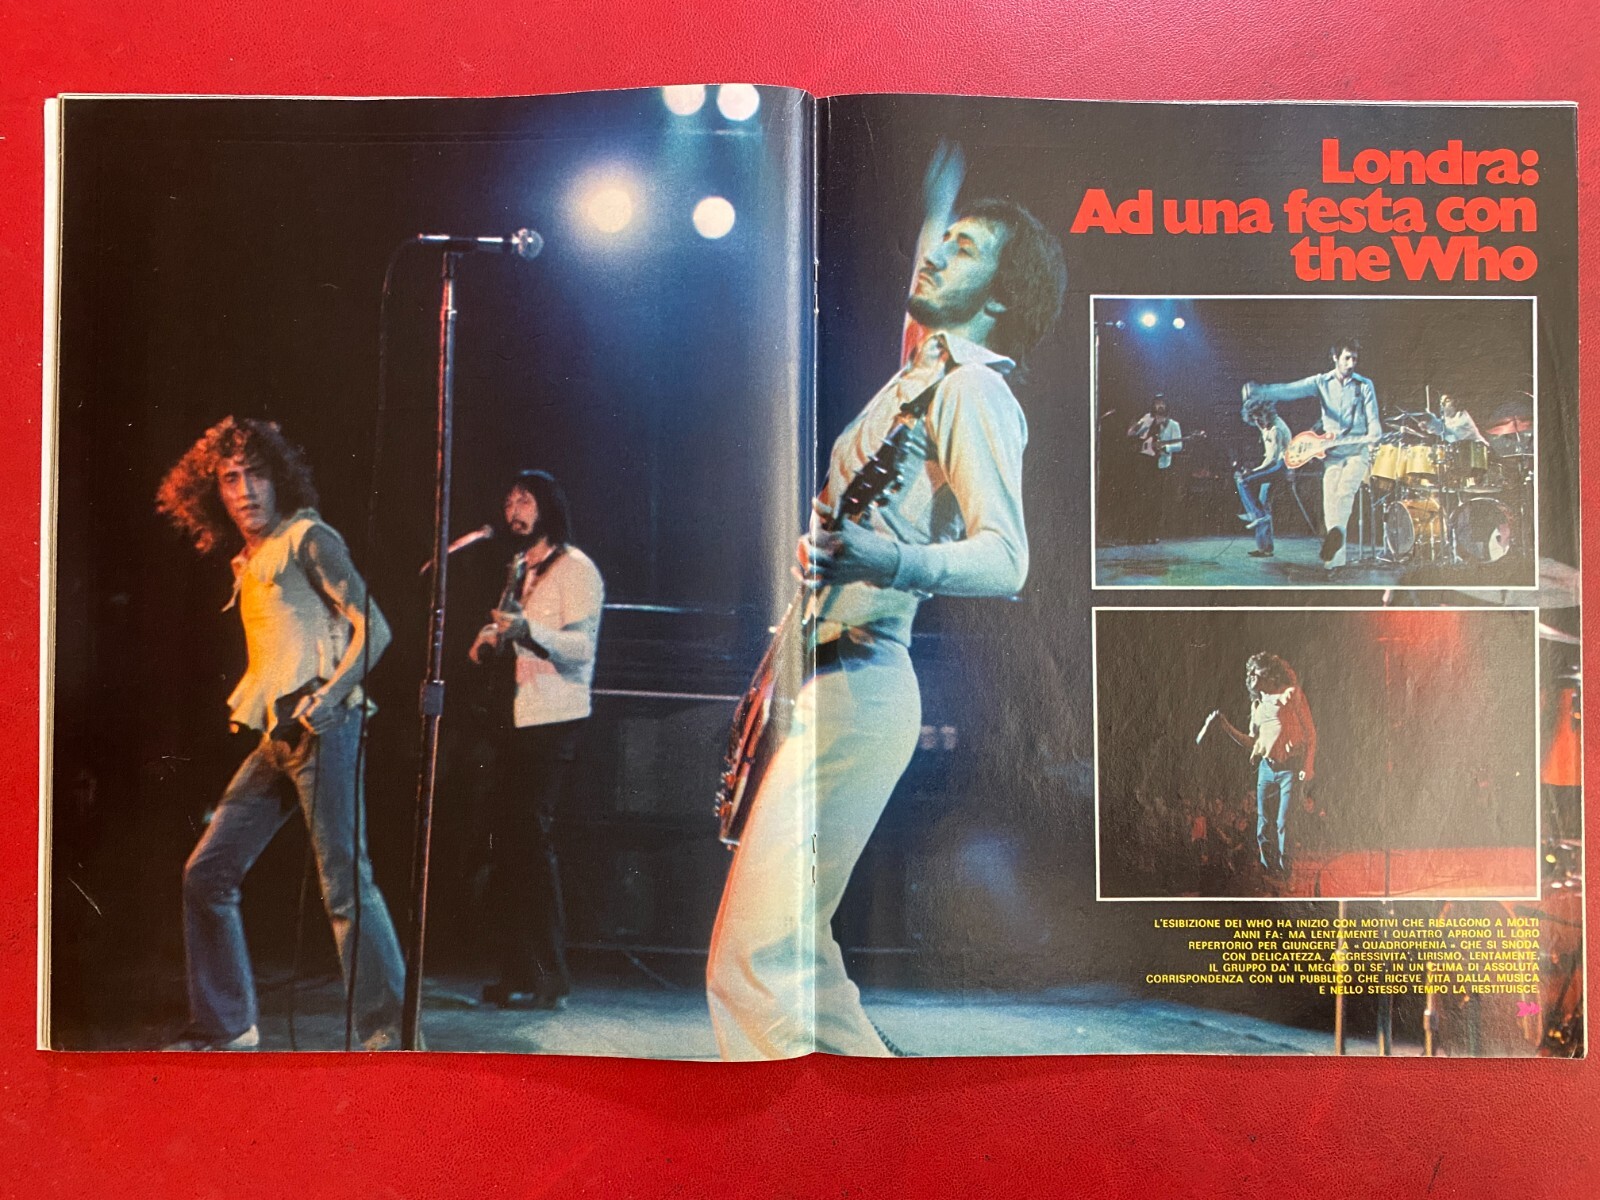 Londra:
Ad una festa con
the Who
L'ESIBIZIONE DEI WHO HA INIZIO CON MOTIVI CHE RISALGONO A MOLTI
ANNI FA: MA LENTAMENTE I QUATTRO APRONO IL LORO
REPERTORIO PER GIUNGERE A « QUADROPHENIA » CHE SI SNODA
CON DELICATEZZA, AGGRESSIVITA', LIRISMO. LENTAMENTE,
IL GRUPPO DA' IL MEGLIO DI SE', IN UN CLIMA DI ASSOLUTA
CORRISPONDENZA CON UN PUBBLICO CHE RICEVE VITA DALLA MUSICA
E NELLO STESSO TEMPO LA RESTITUISCE.